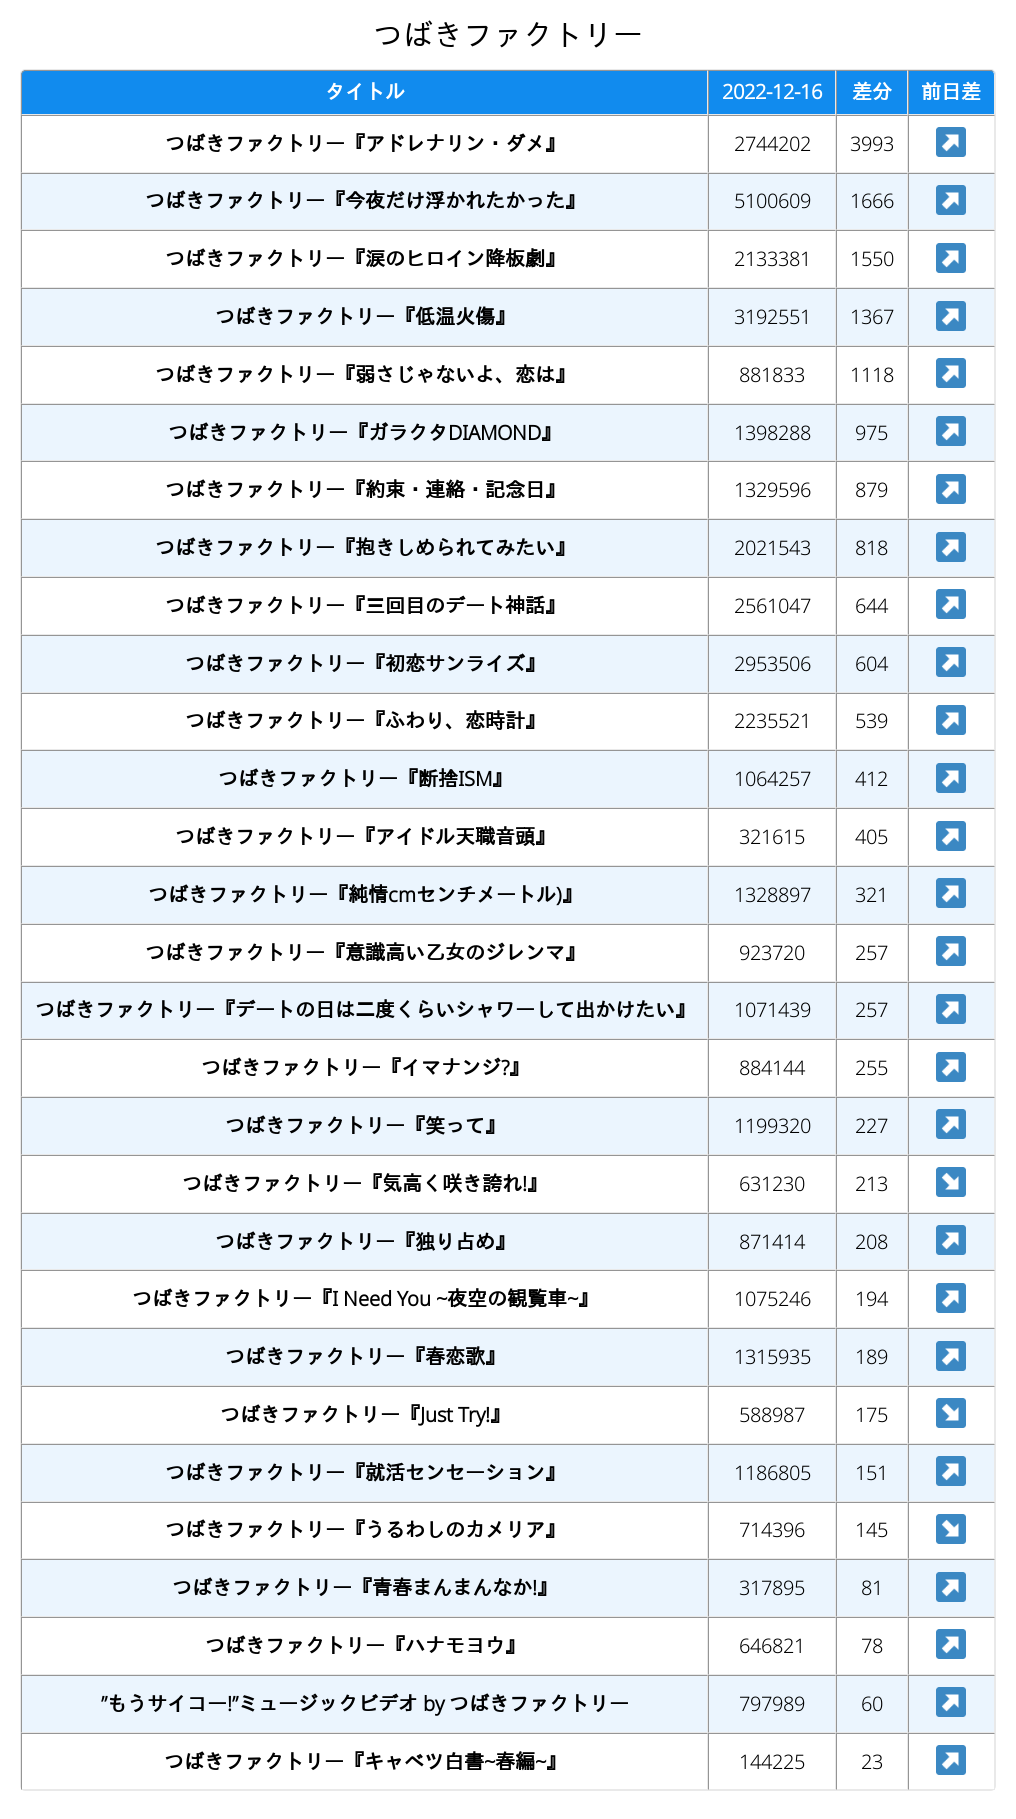 つばきファクトリー
タイトル 2022-12-16 差分 前日差
つばきファクトリー『アドレナリン・ダメ』 2744202 3993 ↗
つばきファクトリー『今夜だけ浮かれたかった』 5100609 1666 ↗
つばきファクトリー『涙のヒロイン降板劇』 2133381 1550 ↗
つばきファクトリー『低温火傷』 3192551 1367 ↗
つばきファクトリー『弱さじゃないよ、恋は』 881833 1118 ↗
つばきファクトリー『ガラクタDIAMOND』 1398288 975 ↗
つばきファクトリー『約束・連絡・記念日』 1329596 879 ↗
つばきファクトリー『抱きしめられてみたい』 2021543 818 ↗
つばきファクトリー『三回目のデート神話』 2561047 644 ↗
つばきファクトリー『初恋サンライズ』 2953506 604 ↗
つばきファクトリー『ふわり、恋時計』 2235521 539 ↗
つばきファクトリー『断捨ISM』 1064257 412 ↗
つばきファクトリー『アイドル天職音頭』 321615 405 ↗
つばきファクトリー『純情cmセンチメートル)』 1328897 321 ↗
つばきファクトリー『意識高い乙女のジレンマ』 923720 257 ↗
つばきファクトリー『デートの日は二度くらいシャワーして出かけたい』 1071439 257 ↗
つばきファクトリー『イマナンジ?』 884144 255 ↗
つばきファクトリー『笑って』 1199320 227 ↗
つばきファクトリー『気高く咲き誇れ!』 631230 213 ↘
つばきファクトリー『独り占め』 871414 208 ↗
つばきファクトリー『I Need You ~夜空の観覧車~』 1075246 194 ↗
つばきファクトリー『春恋歌』 1315935 189 ↗
つばきファクトリー『Just Try!』 588987 175 ↘
つばきファクトリー『就活センセーション』 1186805 151 ↗
つばきファクトリー『うるわしのカメリア』 714396 145 ↘
つばきファクトリー『青春まんまんなか!』 317895 81 ↗
つばきファクトリー『ハナモヨウ』 646821 78 ↗
”もうサイコー!”ミュージックビデオ by つばきファクトリー 797989 60 ↗
つばきファクトリー『キャベツ白書~春編~』 144225 23 ↗